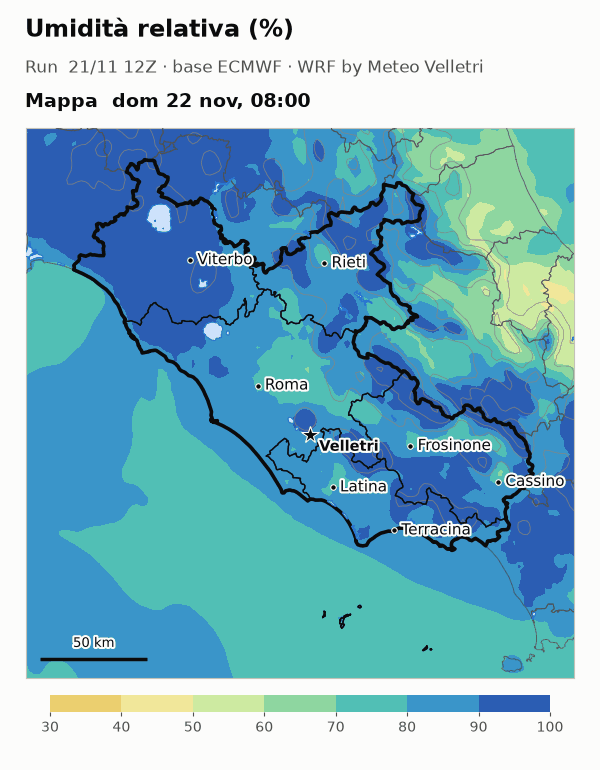 Umidità relativa (%)
Run  21/11 12Z · base ECMWF · WRF by Meteo Velletri
Mappa  dom 22 nov, 08:00
Viterbo
Rieti
Roma
Velletri
Frosinone
Latina
Cassino
Terracina
50 km
30 40 50 60 70 80 90 100